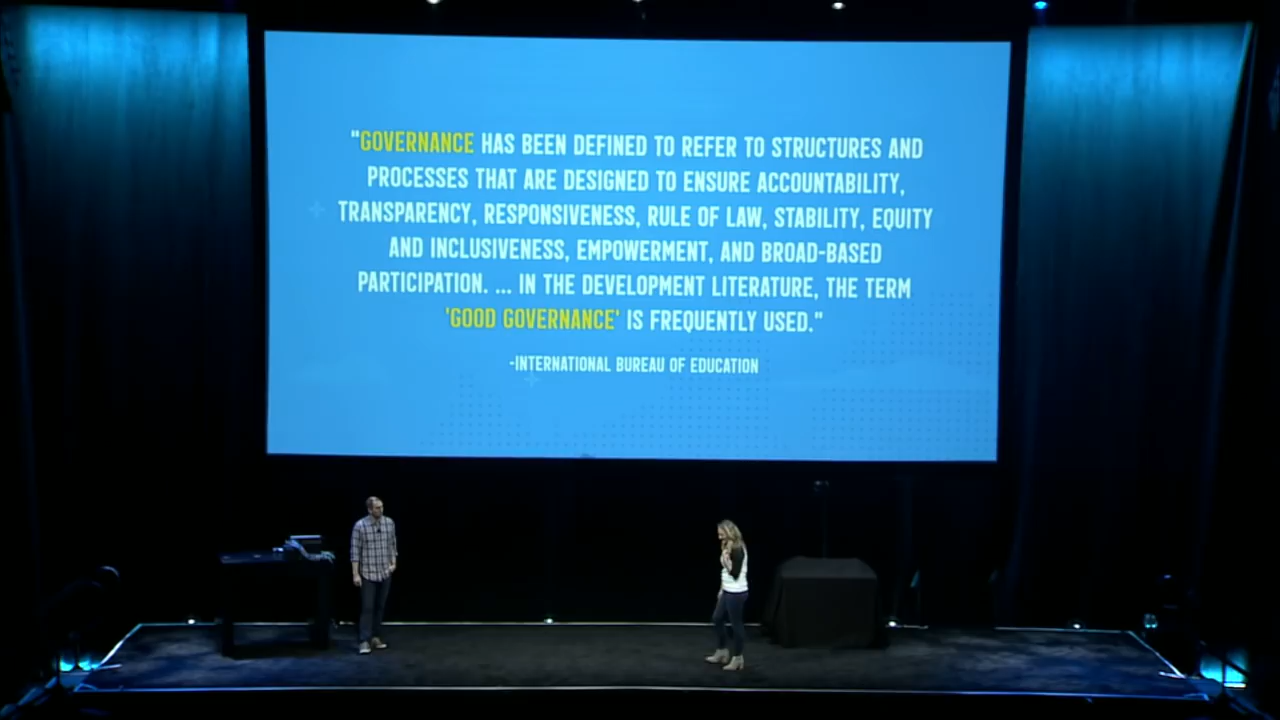 "GOVERNANCE HAS BEEN DEFINED TO REFER TO STRUCTURES AND
PROCESSES THAT ARE DESIGNED TO ENSURE ACCOUNTABILITY,
TRANSPARENCY, RESPONSIVENESS, RULE OF LAW, STABILITY, EQUITY
AND INCLUSIVENESS, EMPOWERMENT, AND BROAD-BASED
PARTICIPATION. ... IN THE DEVELOPMENT LITERATURE, THE TERM
'GOOD GOVERNANCE' IS FREQUENTLY USED."
-INTERNATIONAL BUREAU OF EDUCATION